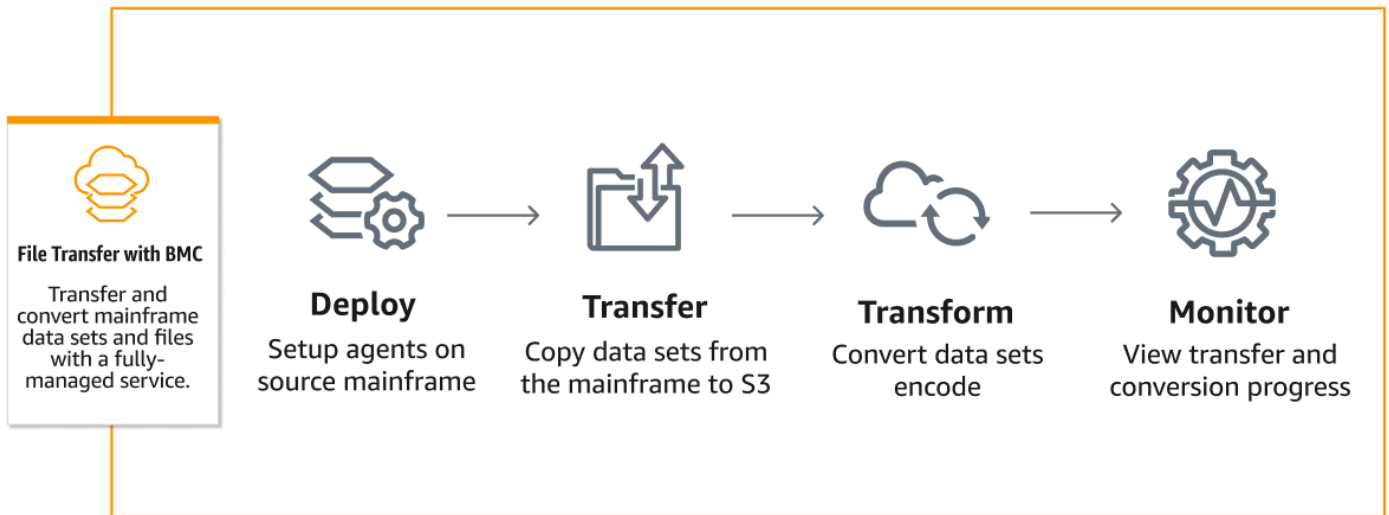 File Transfer with BMC
Transfer and
convert mainframe
data sets and files
with a fully-
managed service.
Deploy
Setup agents on
source mainframe
Transfer
Copy data sets from
the mainframe to S3
Transform
Convert data sets
encode
Monitor
View transfer and
conversion progress